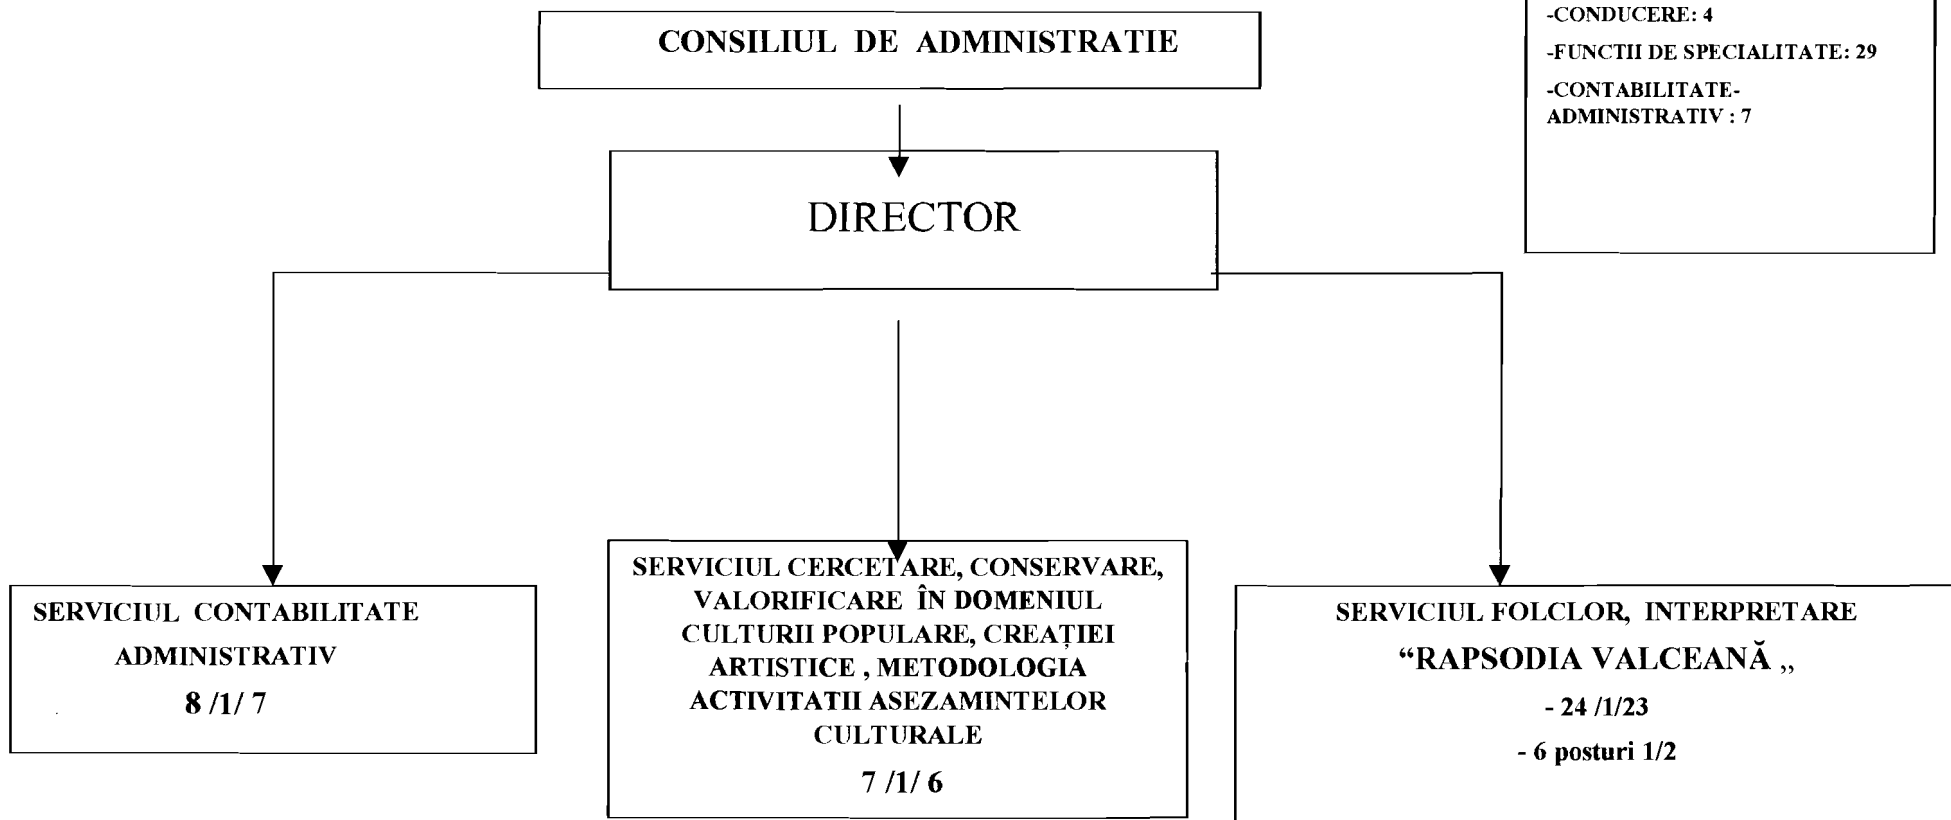 CONSILIUL DE ADMINISTRATIE
-CONDUCERE: 4
-FUNCTII DE SPECIALITATE: 29
-CONTABILITATE-
ADMINISTRATIV : 7
DIRECTOR
SERVICIUL CONTABILITATE
ADMINISTRATIV
8 /1/ 7
SERVICIUL CERCETARE, CONSERVARE,
VALORIFICARE ÎN DOMENIUL
CULTURII POPULARE, CREAȚIEI
ARTISTICE , METODOLOGIA
ACTIVITATII ASEZAMINTELOR
CULTURALE
7 /1/ 6
SERVICIUL FOLCLOR, INTERPRETARE
“RAPSODIA VALCEANĂ „
- 24 /1/23
- 6 posturi 1/2